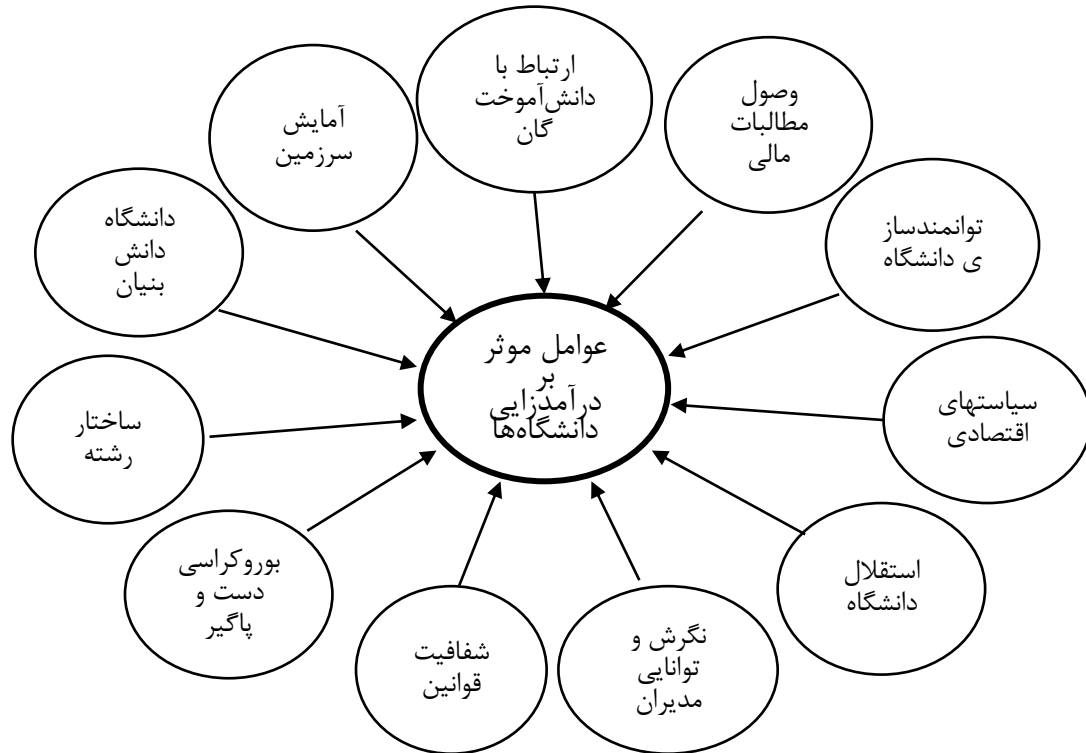 ارتباط با
دانش‌آموخت
گان
وصول
مطالبات
مالی
آمایش
سرزمین
توانمندساز
ی دانشگاه
دانشگاه
دانش
بنیان
عوامل موثر
بر
درآمدزایی
دانشگاه‌ها
سیاستهای
اقتصادی
ساختار
رشته
استقلال
دانشگاه
بوروکراسی
دست و
پاگیر
نگرش و
توانایی
مدیران
شفافیت
قوانین